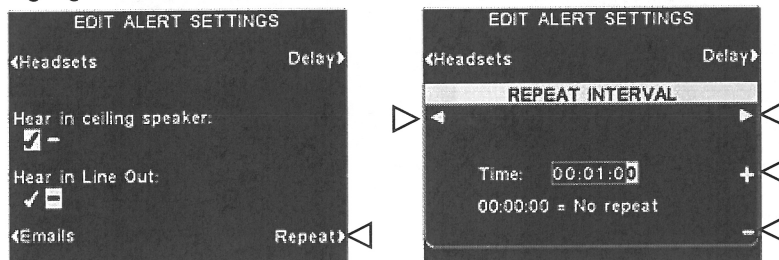 EDIT ALERT SETTINGS
Headsets Delay
Hear in ceiling speaker:
Hear in Line Out:
Emails Repeat
EDIT ALERT SETTINGS
Headsets Delay
REPEAT INTERVAL
Time: 00:01:00
00:00:00 = No repeat